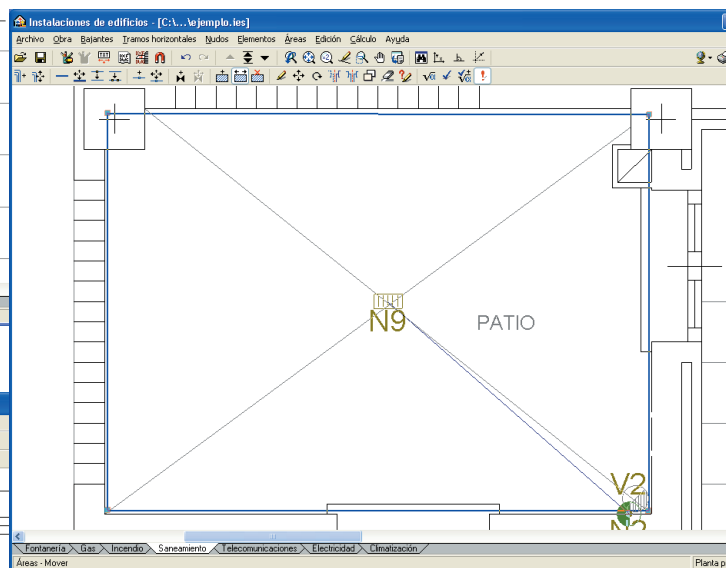 Instalaciones de edificios - [C:\...\ejemplo.ies]
Archivo Obra Bajantes Tramos horizontales Nudos Elementos Áreas Edición Cálculo Ayuda
N9
PATIO
V2
Fontanería Gas Incendio Saneamiento Telecomunicaciones Electricidad Climatización
Áreas - Mover
Planta